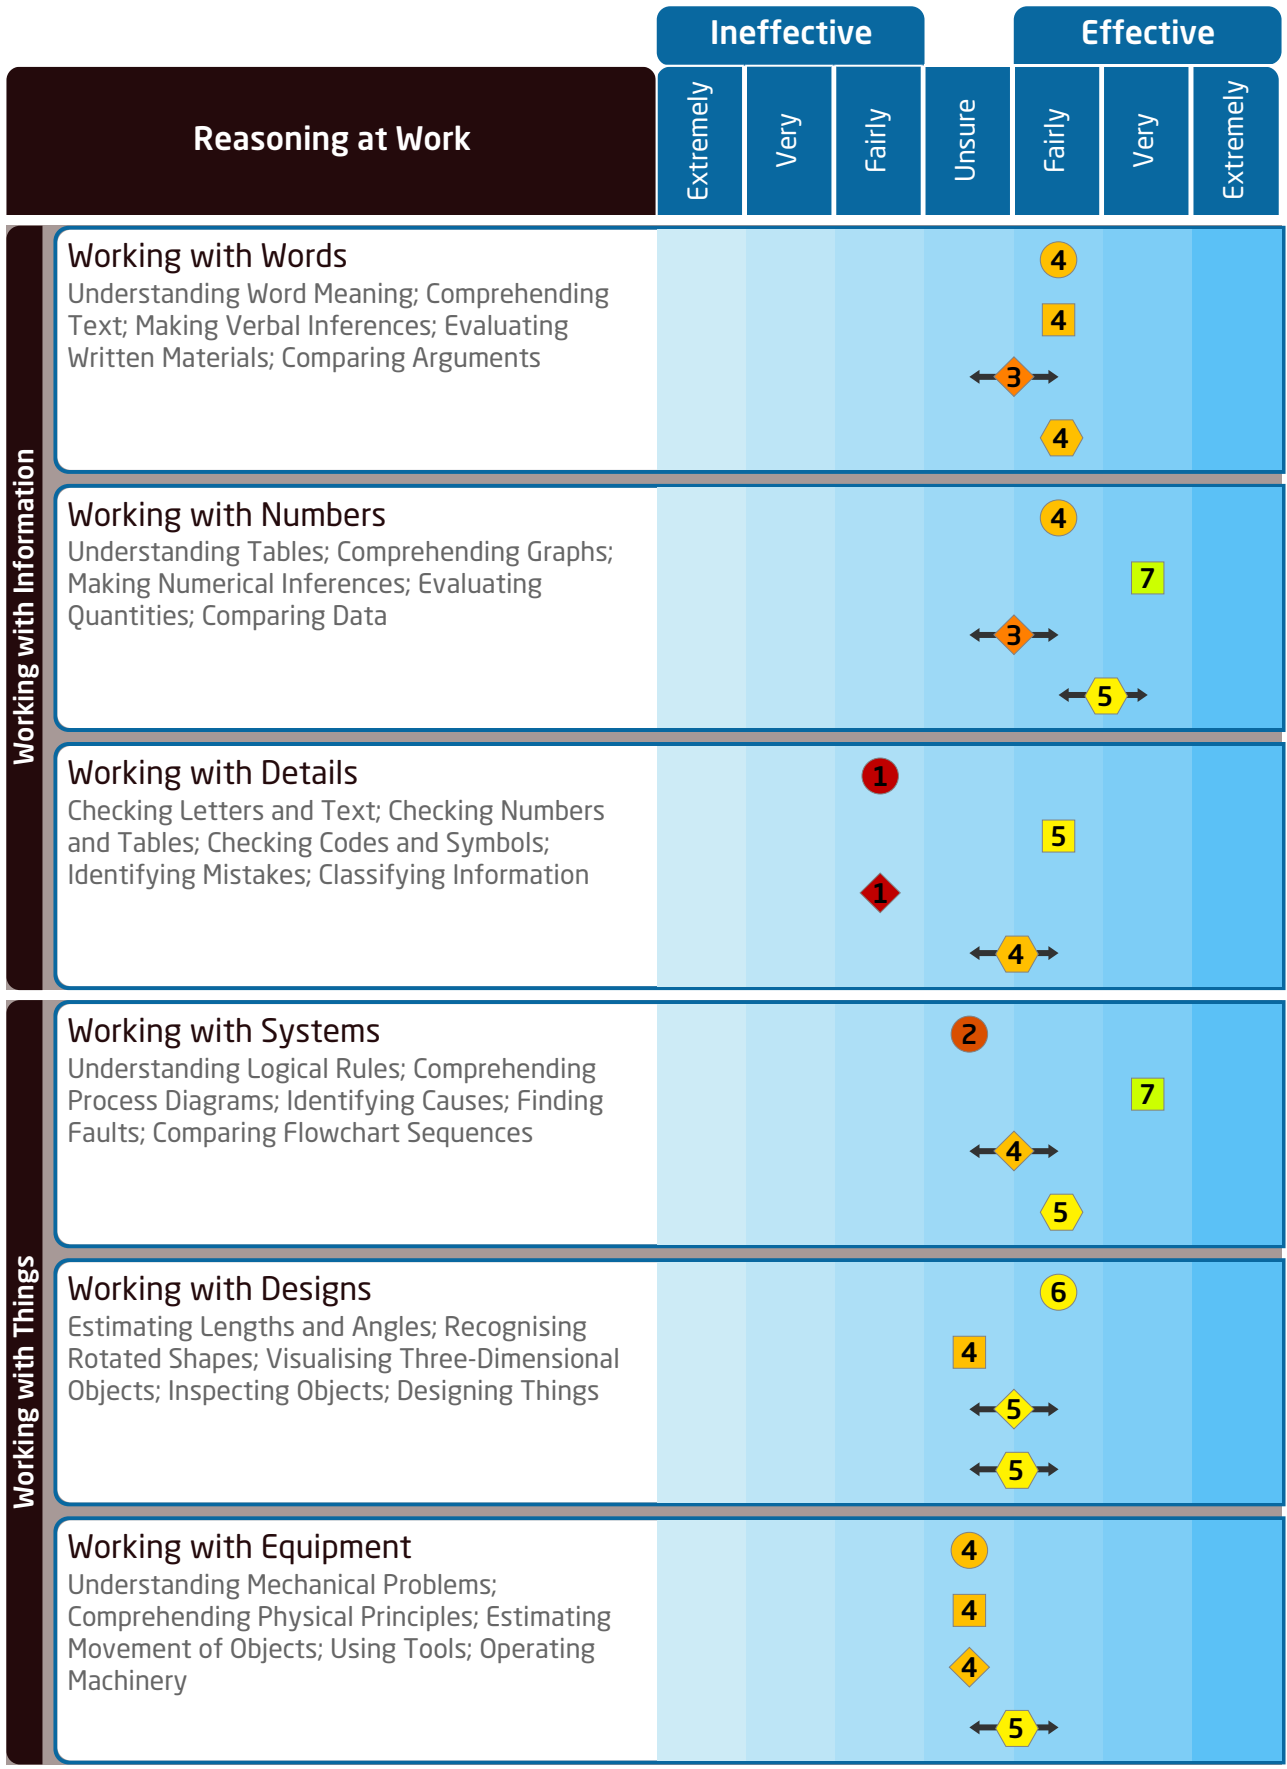 Ineffective
Effective
Reasoning at Work
Extremely
Very
Fairly
Unsure
Fairly
Very
Extremely
Working with Information
Working with Words
Understanding Word Meaning; Comprehending
Text; Making Verbal Inferences; Evaluating
Written Materials; Comparing Arguments
4
4
3
4
Working with Numbers
Understanding Tables; Comprehending Graphs;
Making Numerical Inferences; Evaluating
Quantities; Comparing Data
4
7
3
5
Working with Details
Checking Letters and Text; Checking Numbers
and Tables; Checking Codes and Symbols;
Identifying Mistakes; Classifying Information
1
5
1
4
Working with Things
Working with Systems
Understanding Logical Rules; Comprehending
Process Diagrams; Identifying Causes; Finding
Faults; Comparing Flowchart Sequences
2
7
4
5
Working with Designs
Estimating Lengths and Angles; Recognising
Rotated Shapes; Visualising Three-Dimensional
Objects; Inspecting Objects; Designing Things
6
4
5
5
Working with Equipment
Understanding Mechanical Problems;
Comprehending Physical Principles; Estimating
Movement of Objects; Using Tools; Operating
Machinery
4
4
4
5